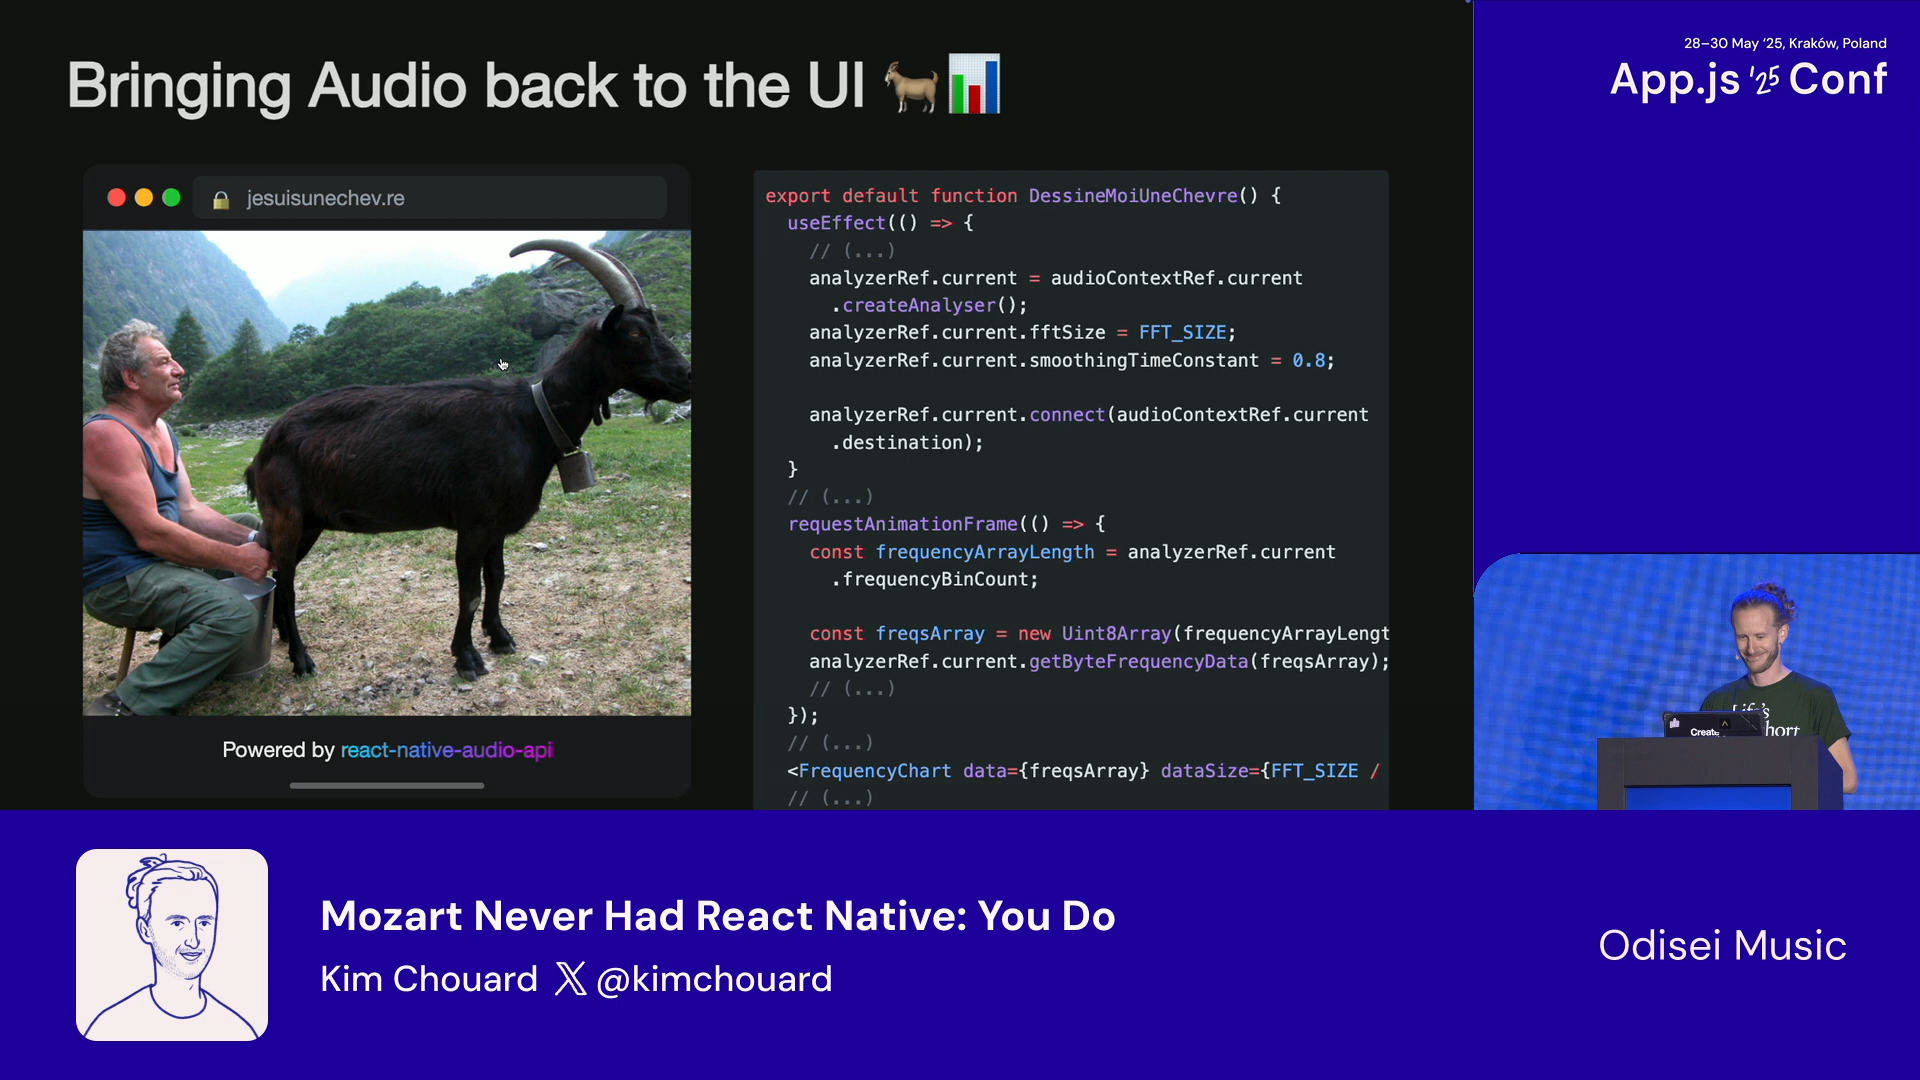 Bringing Audio back to the UI
jesuisunechev.re
Powered by react-native-audio-api
export default function DessineMoiUneChevre() {
useEffect(() => {
// (...)
analyzerRef.current = audioContextRef.current
.createAnalyser();
analyzerRef.current.fftSize = FFT_SIZE;
analyzerRef.current.smoothingTimeConstant = 0.8;
analyzerRef.current.connect(audioContextRef.current
.destination);
}
// (...)
requestAnimationFrame(() => {
const frequencyArrayLength = analyzerRef.current
.frequencyBinCount;
const freqsArray = new Uint8Array(frequencyArrayLengt
analyzerRef.current.getByteFrequencyData(freqsArray);
// (...)
});
// (...)
<FrequencyChart data={freqsArray} dataSize={FFT_SIZE /
// (...)
28–30 May '25, Kraków, Poland
App.js '25 Conf
Life's
hort
Create
Mozart Never Had React Native: You Do
Kim Chouard X @kimchouard
Odisei Music